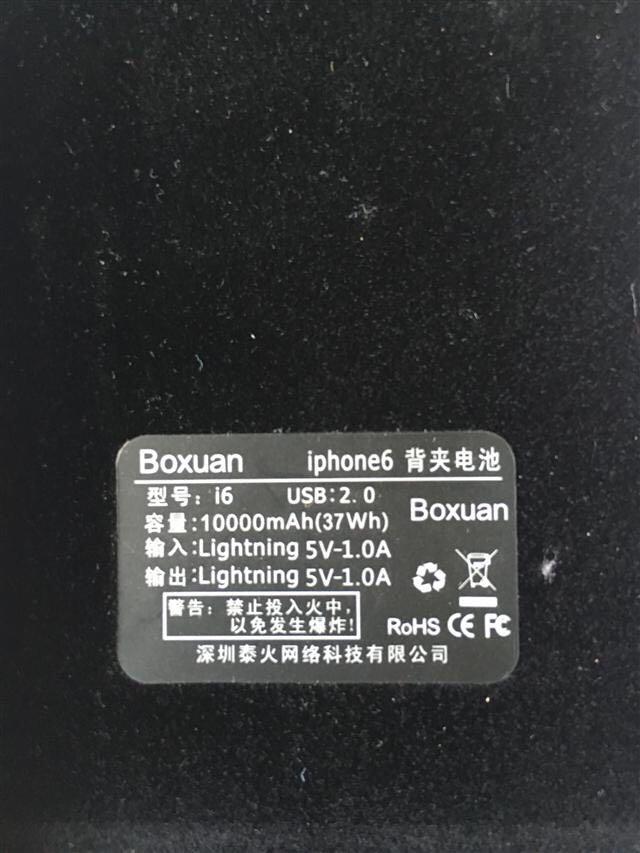 Boxuan iphone6 背夹电池
型号: i6 USB:2.0
Boxuan
容量:10000mAh(37Wh)
输入:Lightning 5V-1.0A
输出:Lightning 5V-1.0A
警告: 禁止投入火中,
以免发生爆炸!
RoHS CE FC
深圳泰火网络科技有限公司